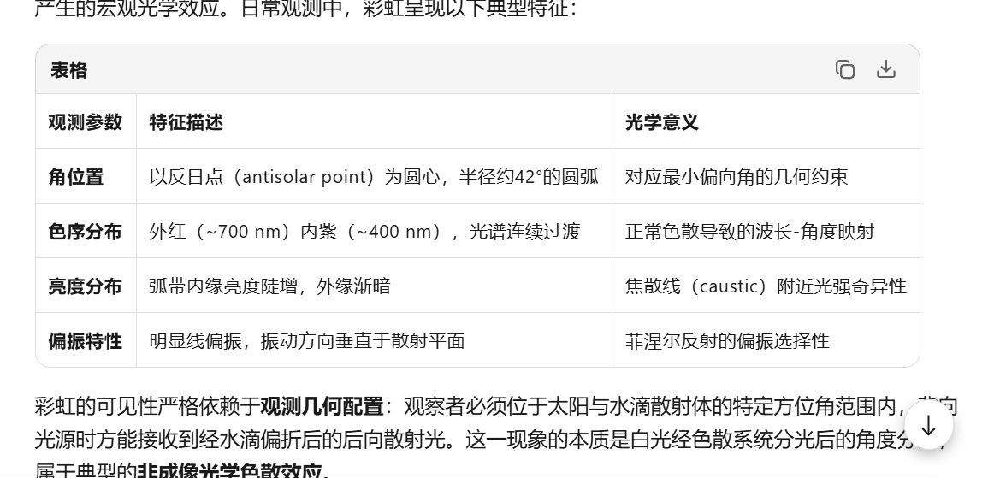 产生的宏观光学效应。日常观测中，彩虹呈现以下典型特征：
表格
观测参数 特征描述 光学意义
角位置 以反日点（antisolar point）为圆心，半径约42°的圆弧 对应最小偏向角的几何约束
色序分布 外红（~700 nm）内紫（~400 nm），光谱连续过渡 正常色散导致的波长-角度映射
亮度分布 弧带内缘亮度陡增，外缘渐暗 焦散线（caustic）附近光强奇异性
偏振特性 明显线偏振，振动方向垂直于散射平面 菲涅尔反射的偏振选择性
彩虹的可见性严格依赖于观测几何配置：观察者必须位于太阳与水滴散射体的特定方位角范围内，背向
光源时方能接收到经水滴偏折后的后向散射光。这一现象的本质是白光经色散系统分光后的角度分，
属于典型的非成像光学色散效应。